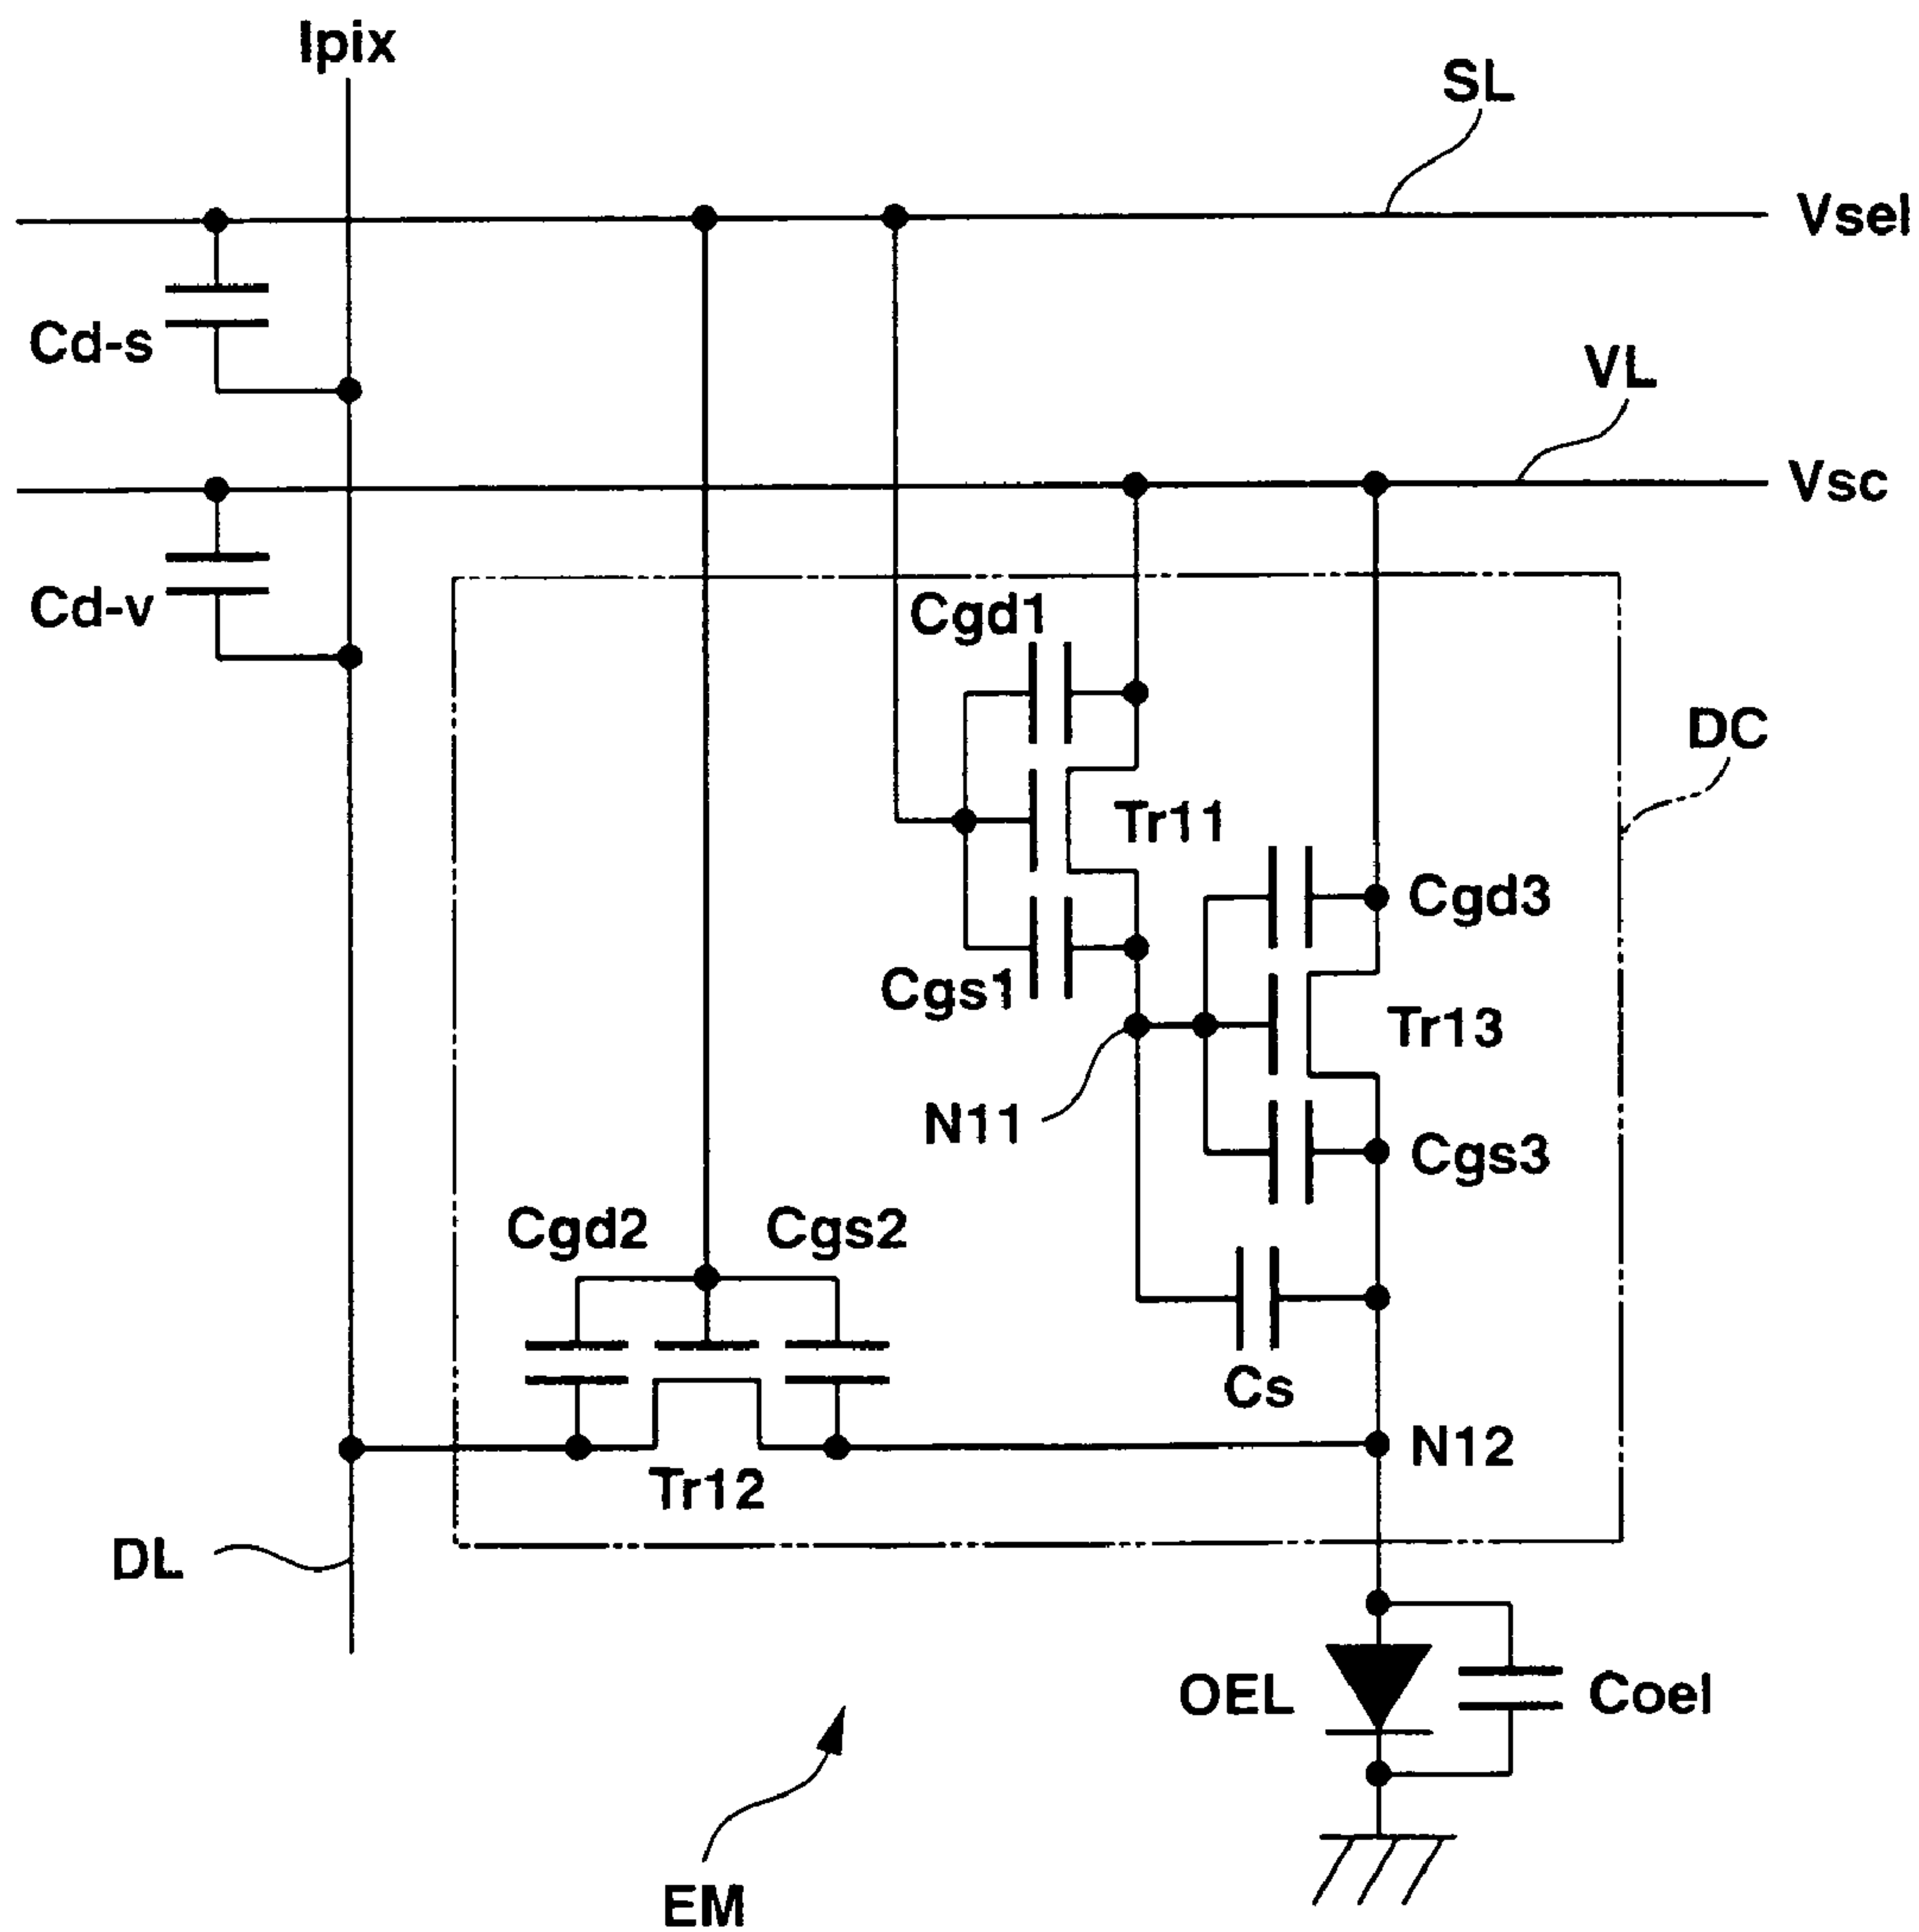 Ipix
SL
Vsel
Cd-s
VL
Vsc
Cd-v
Cgd1
DC
Tr11
Cgd3
Cgs1
Tr13
N11
Cgs3
Cgd2
Cgs2
Cs
N12
Tr12
DL
OEL
Coel
EM